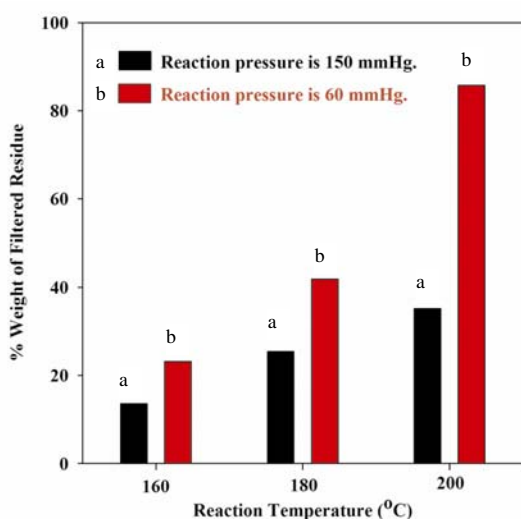 100
a Reaction pressure is 150 mmHg.
b Reaction pressure is 60 mmHg.
b
80
60
b
40
a
a
b
20
a
0
160 180 200
Reaction Temperature (°C)
% Weight of Filtered Residue